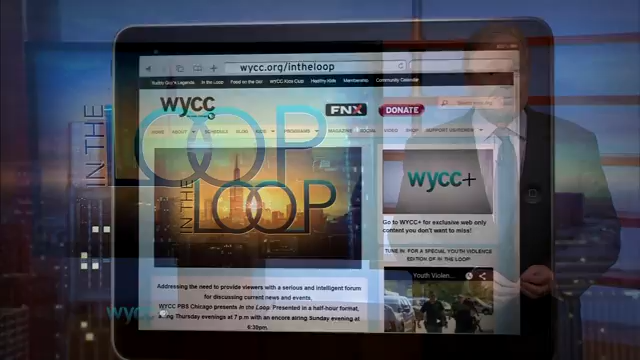 wycc.org/intheloop
In the Loop
Food on the Go!
WYCC Kids Club
Healthy Kids
Membership
Community Calendar
wycc
FNX
DONATE
HOME ABOUT SCHEDULE BLOG KIDS PROGRAMS MAGAZINE SOCIAL VIDEO SHOP
IN THE
LOOP
IN THE
LOOP
wycc+
Go to WYCC+ for exclusive web only
content you don't want to miss!
TUNE IN FOR A SPECIAL YOUTH VIOLENCE
EDITION OF IN THE LOOP
Youth Violen...
Addressing the need to provide viewers with a serious and intelligent forum
for discussing current news and events,
WYCC PBS Chicago presents In the Loop. Presented in a half-hour format,
airing Thursday evenings at 7 p.m with an encore airing Sunday evening at
6:30pm.
wycc